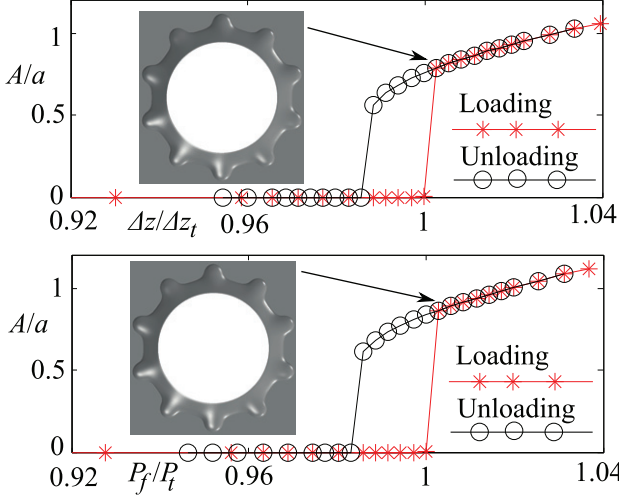 1
A/a
0.5
0
Loading
Unloading
0.92 Δz/Δz_t 0.96 1 1.04
1
A/a
0.5
0
Loading
Unloading
0.92 P_f/P_t 0.96 1 1.04